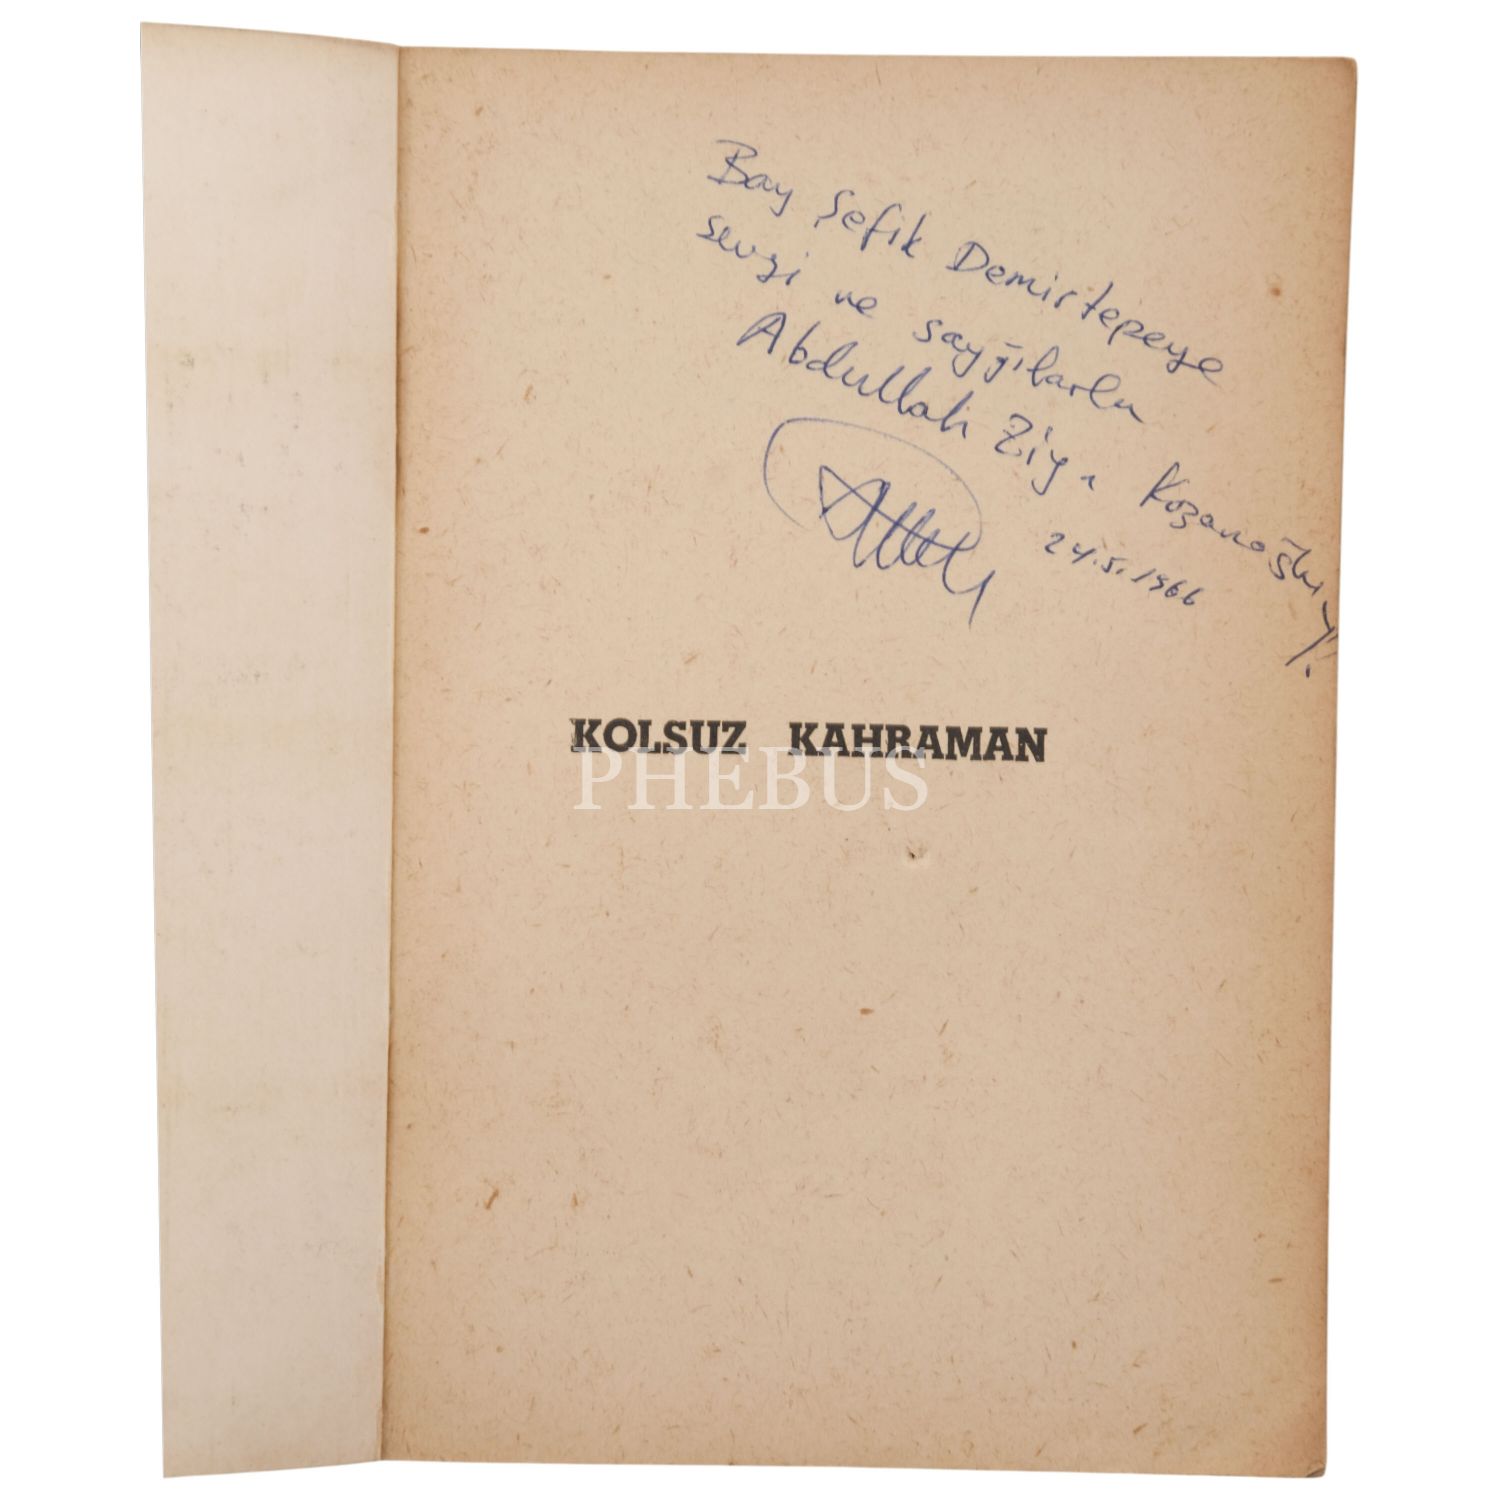 Bay Şefik Demirtepeye
sevgi ve saygılarla
Abdullah Ziya Kozanoğlu
24.5.1966
KOLSUZ KAHRAMAN
PHEBUS